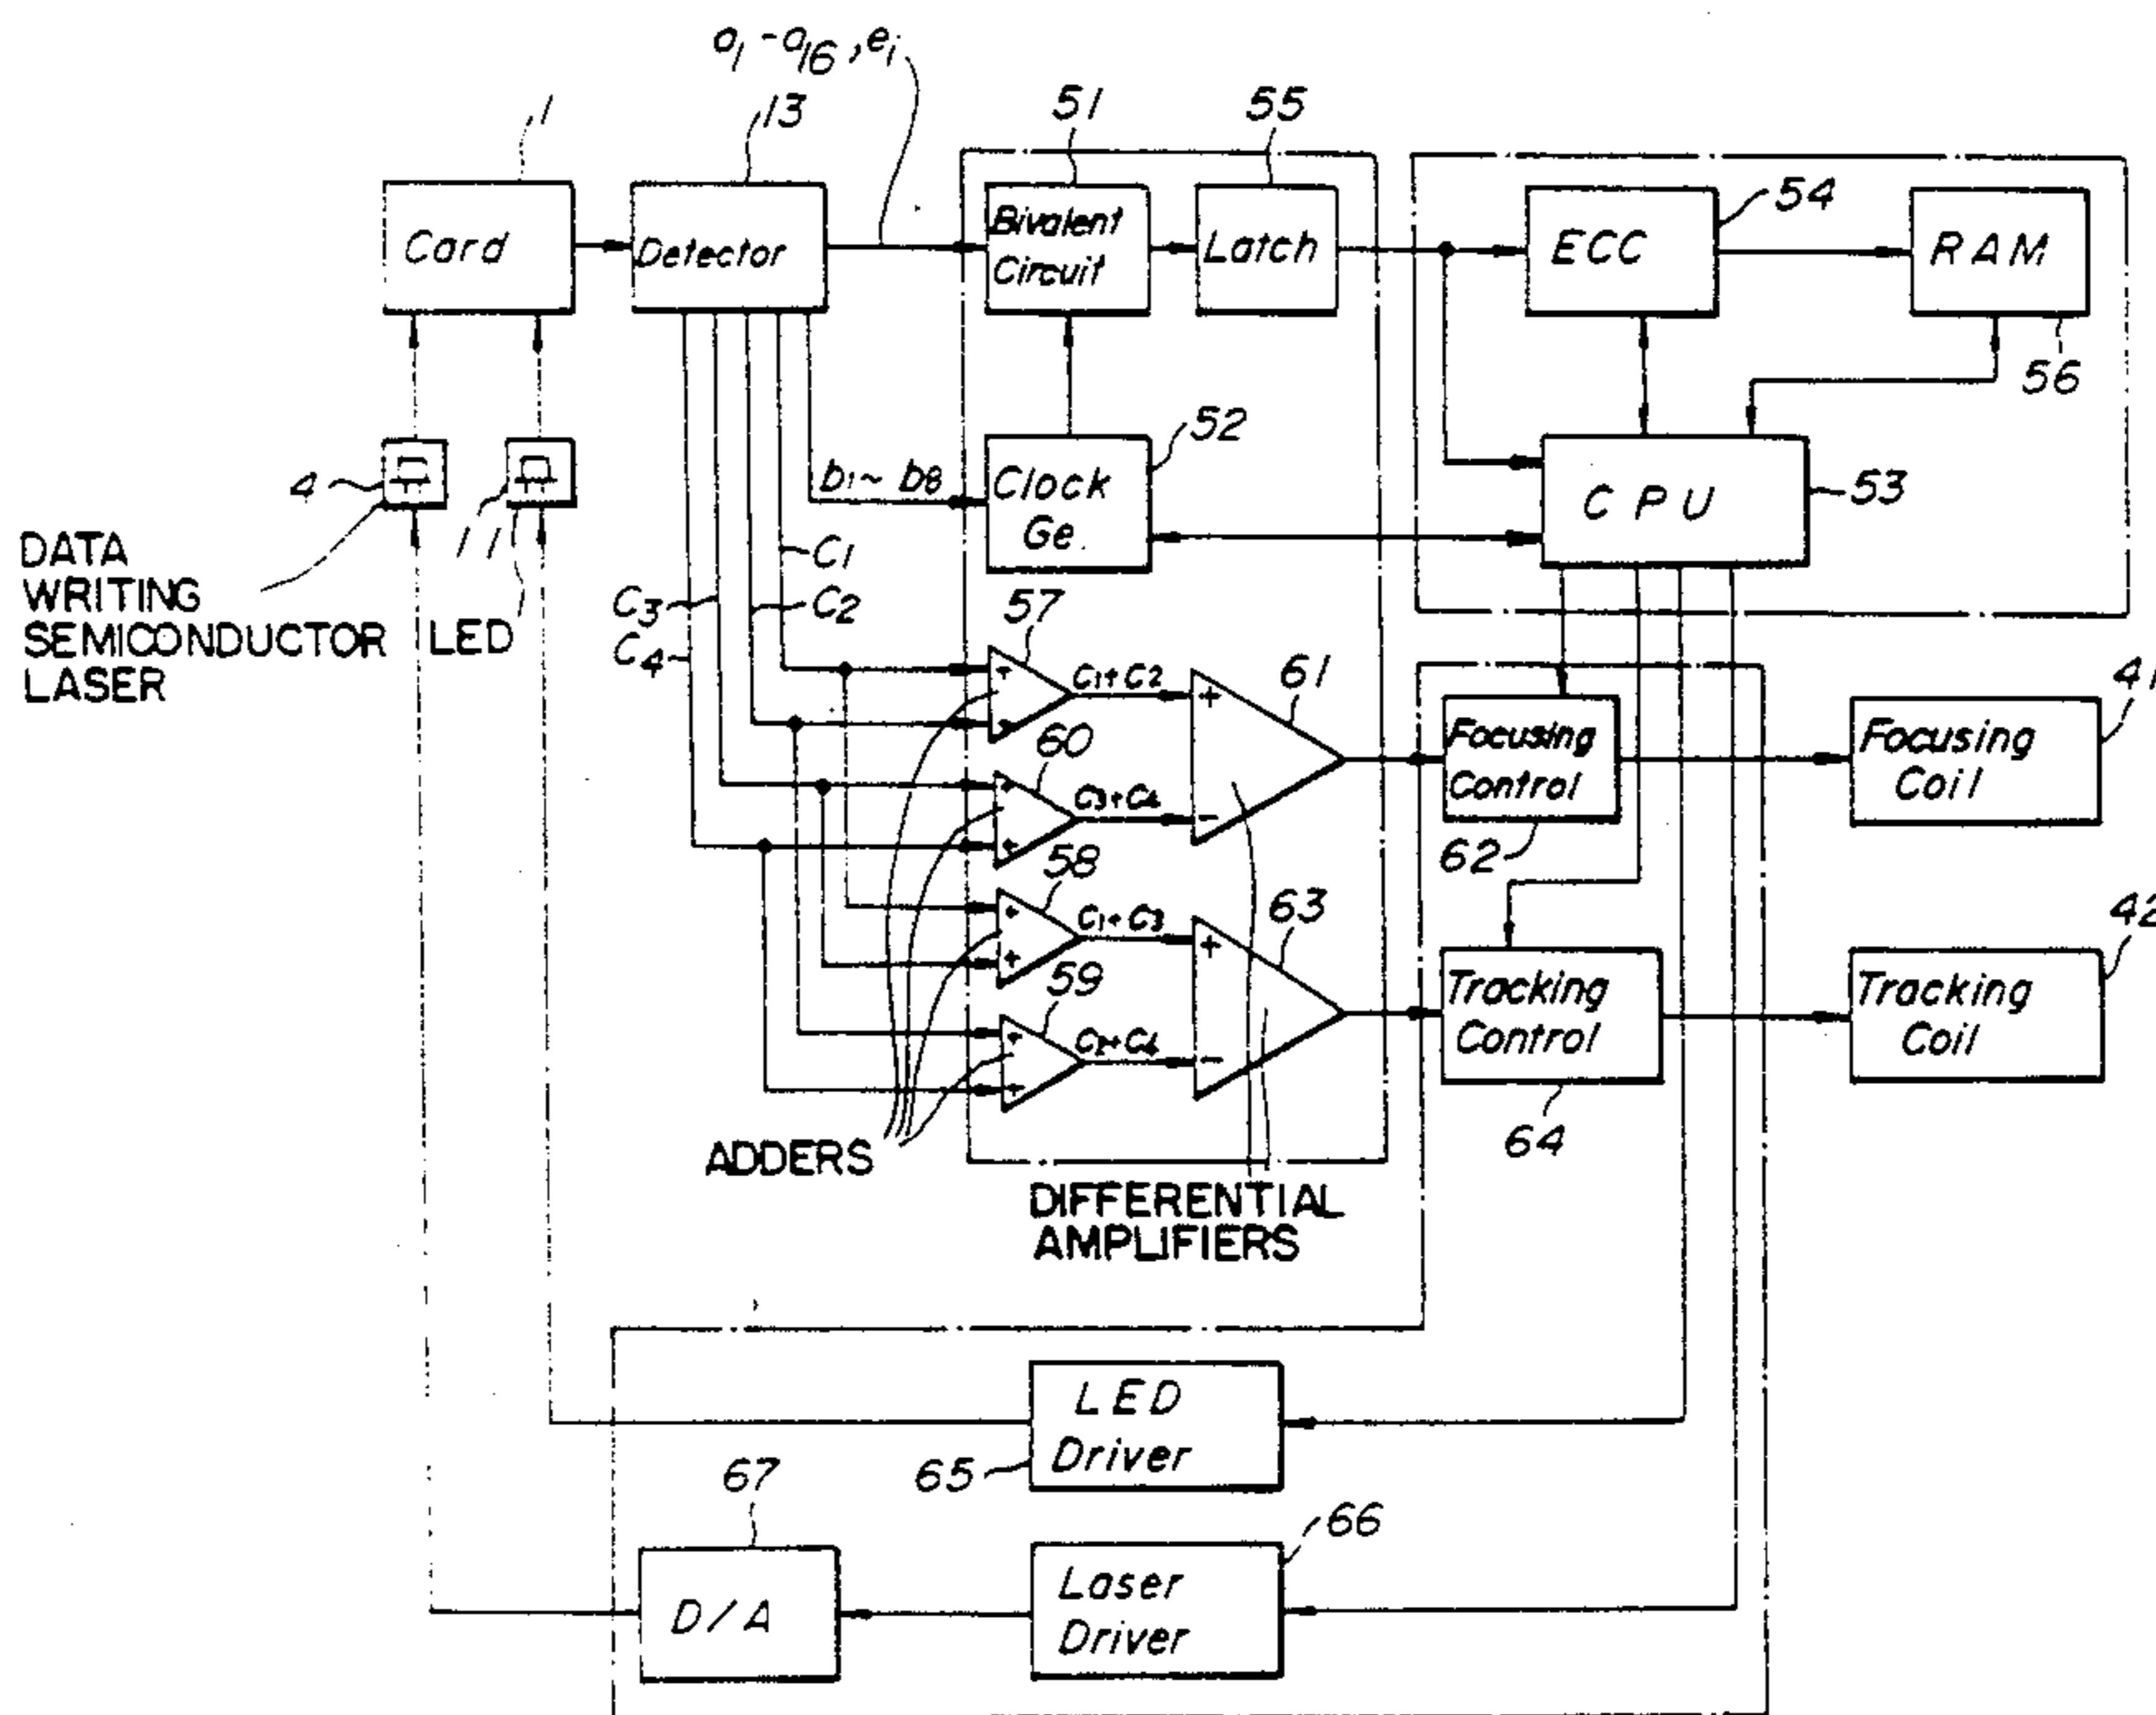 a1-a16, ei
1
13
51
55
Card
Detector
Bivalent
Circuit
Latch
ECC
54
RAM
56
4
11
b1~b8
Clock
Ge.
52
CPU
53
DATA
WRITING
SEMICONDUCTOR
LASER
LED
C1
C2
C3
C4
57
+
+
C1+C2
60
+
+
C3+C4
61
+
-
Focusing
Control
62
Focusing
Coil
41
58
+
+
C1+C3
59
+
+
C2+C4
63
+
-
Tracking
Control
64
Tracking
Coil
42
ADDERS
DIFFERENTIAL
AMPLIFIERS
LED
Driver
65
67
D/A
Laser
Driver
66